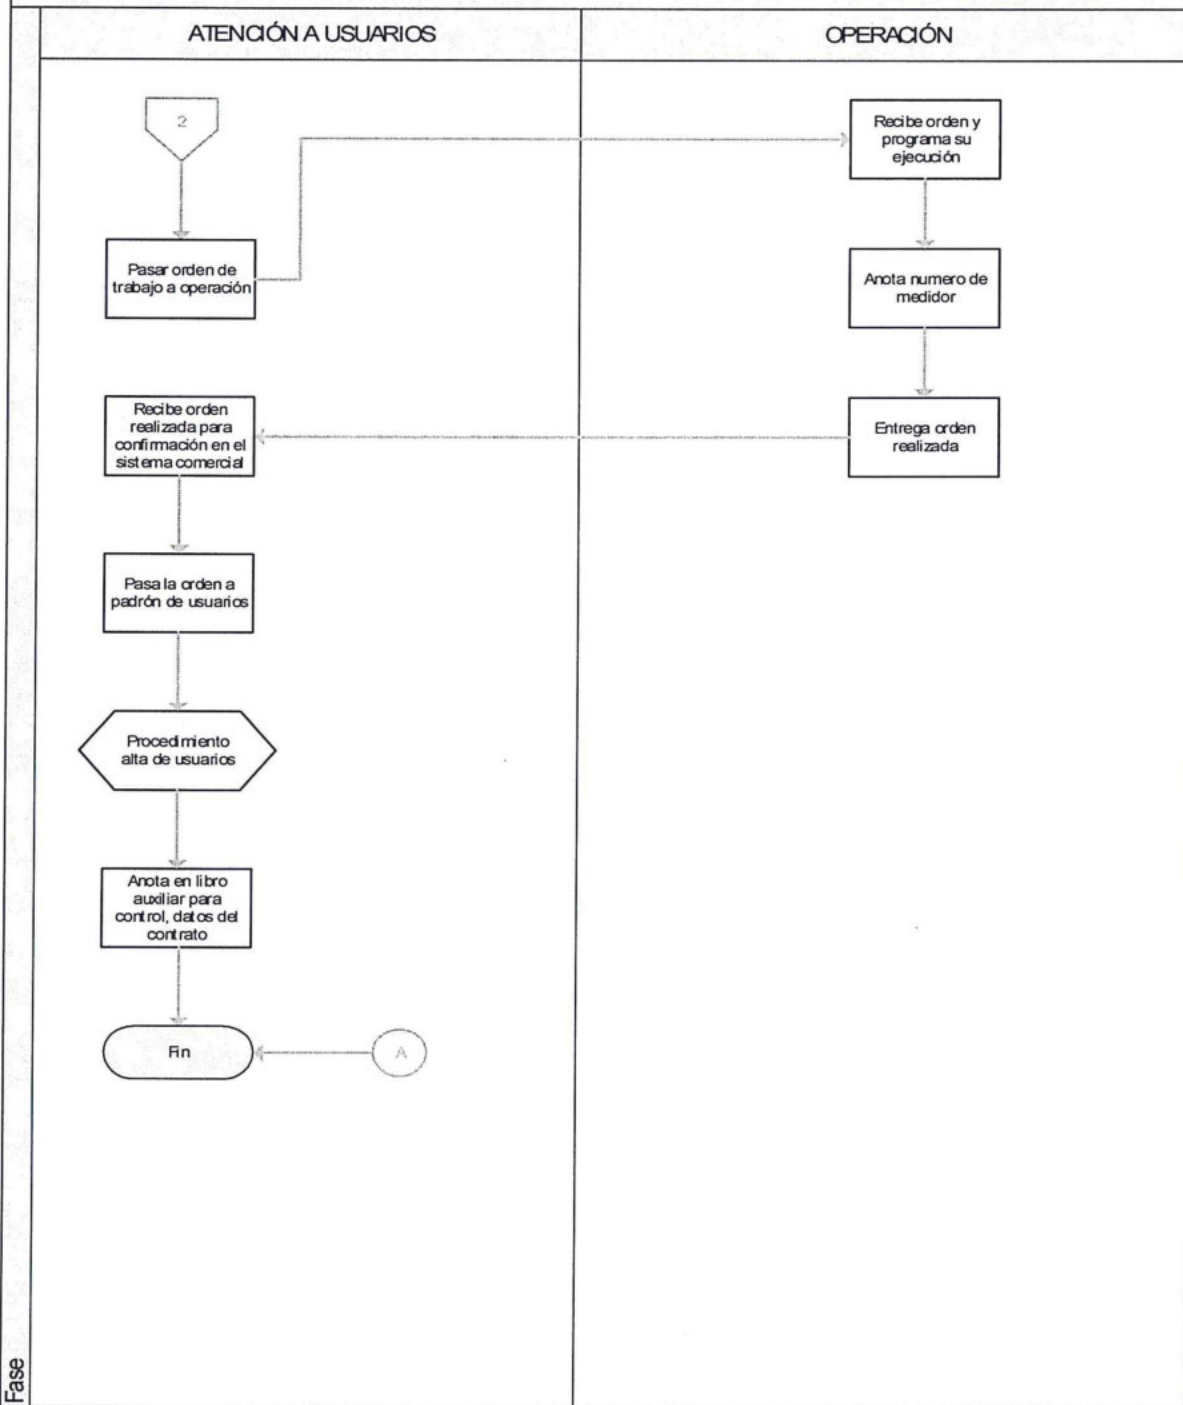 ATENCIÓN A USUARIOS
OPERACIÓN
2
Recibe orden y
programa su
ejecución
Pasar orden de
trabajo a operación
Anota numero de
medidor
Recibe orden
realizada para
confirmación en el
sistema comercial
Entrega orden
realizada
Pasa la orden a
padrón de usuarios
Procedimiento
alta de usuarios
Anota en libro
auxiliar para
control, datos del
contrato
Fin
A
Fase